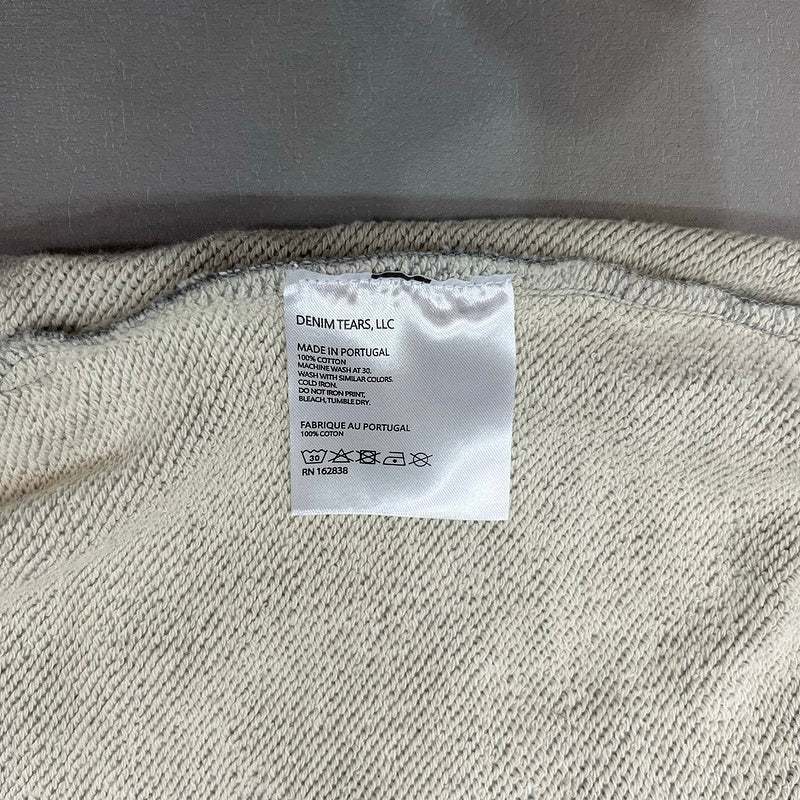 DENIM TEARS, LLC
MADE IN PORTUGAL
100% COTTON
MACHINE WASH AT 30.
WASH WITH SIMILAR COLORS.
COLD IRON.
DO NOT IRON PRINT,
BLEACH, TUMBLE DRY.
FABRIQUE AU PORTUGAL
100% COTON
30
RN 162838